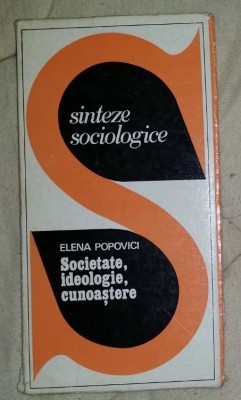 sinteze
sociologice
ELENA POPOVICI
Societate,
ideologie,
cunoaștere